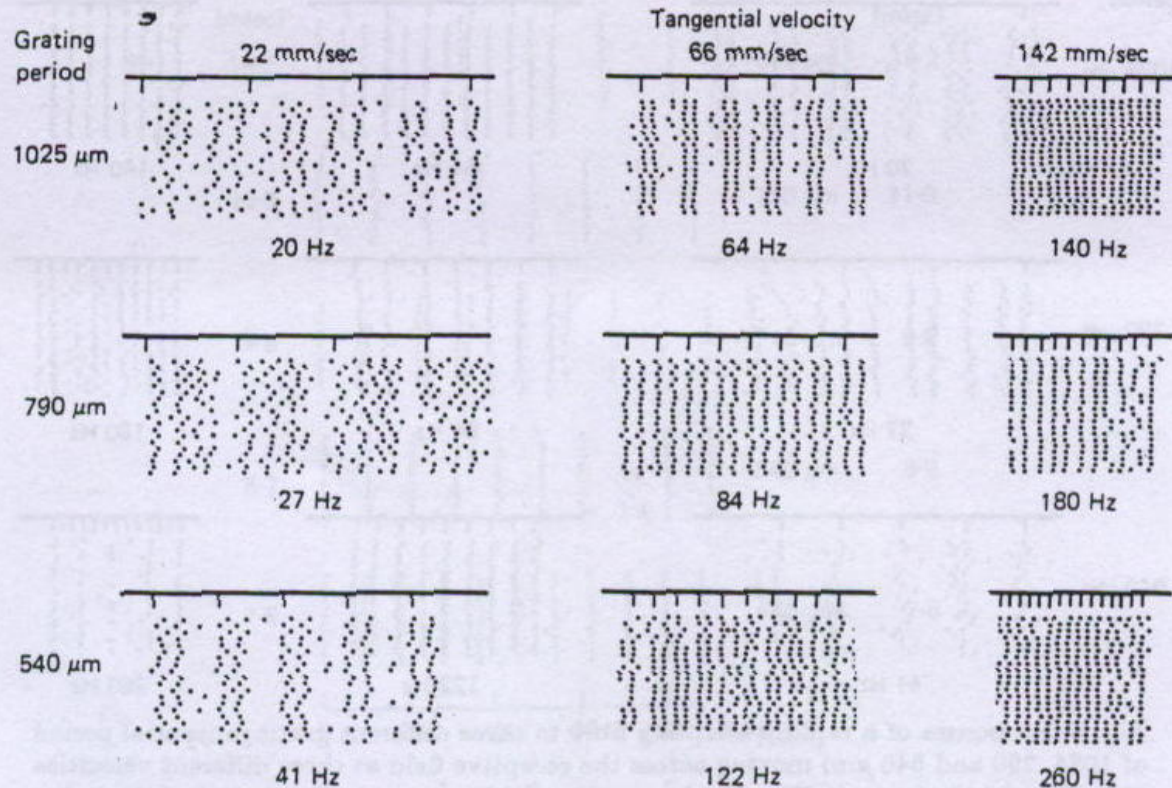 Tangential velocity
Grating
period
22 mm/sec
66 mm/sec
142 mm/sec
1025 μm
20 Hz
64 Hz
140 Hz
790 μm
27 Hz
84 Hz
180 Hz
540 μm
41 Hz
122 Hz
260 Hz